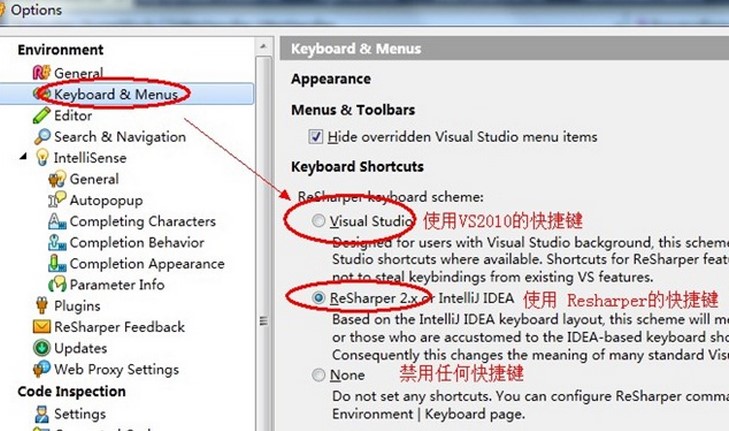 Options
Environment
General
Keyboard & Menus
Editor
Search & Navigation
IntelliSense
General
Autopopup
Completing Characters
Completion Behavior
Completion Appearance
Parameter Info
Plugins
ReSharper Feedback
Updates
Web Proxy Settings
Code Inspection
Settings
Keyboard & Menus
Appearance
Menus & Toolbars
Hide overridden Visual Studio menu items
Keyboard Shortcuts
ReSharper keyboard scheme:
Visual Studio 使用VS2010的快捷键
Designed for users with Visual Studio background, this scheme
Studio shortcuts where available. Shortcuts for ReSharper feat
not to steal keybindings from existing VS features.
ReSharper 2.x or IntelliJ IDEA 使用 Resharper的快捷键
Based on the IntelliJ IDEA keyboard layout, this scheme will me
or those who are accustomed to the IDEA-based keyboard sho
Consequently this changes the meaning of many standard Visu
None 禁用任何快捷键
Do not set any shortcuts. You can configure ReSharper comma
Environment | Keyboard page.